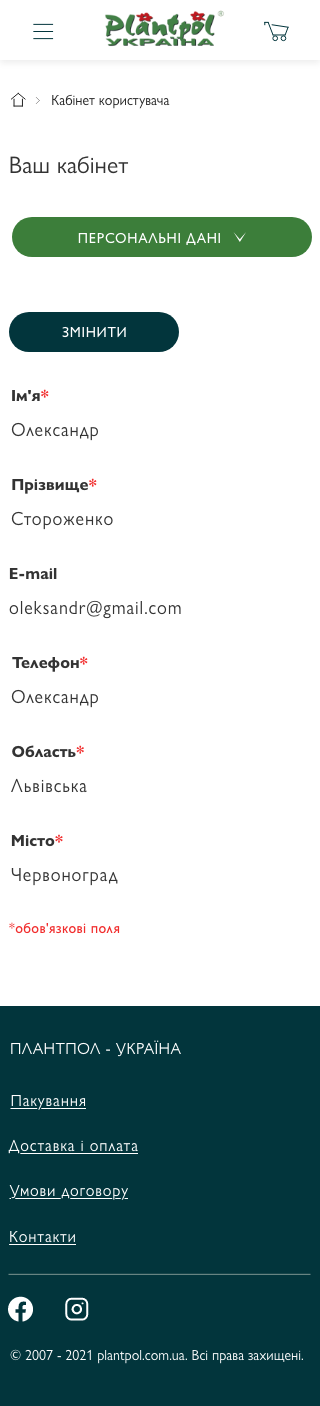 Plantpol®
УКРАЇНА
Кабінет користувача
Ваш кабінет
ПЕРСОНАЛЬНІ ДАНІ
ЗМІНИТИ
Ім'я*
Олександр
Прізвище*
Стороженко
E-mail
oleksandr@gmail.com
Телефон*
Олександр
Область*
Львівська
Місто*
Червоноград
*обов'язкові поля
ПЛАНТПОЛ - УКРАЇНА
Пакування
Доставка і оплата
Умови договору
Контакти
© 2007 - 2021 plantpol.com.ua. Всі права захищені.